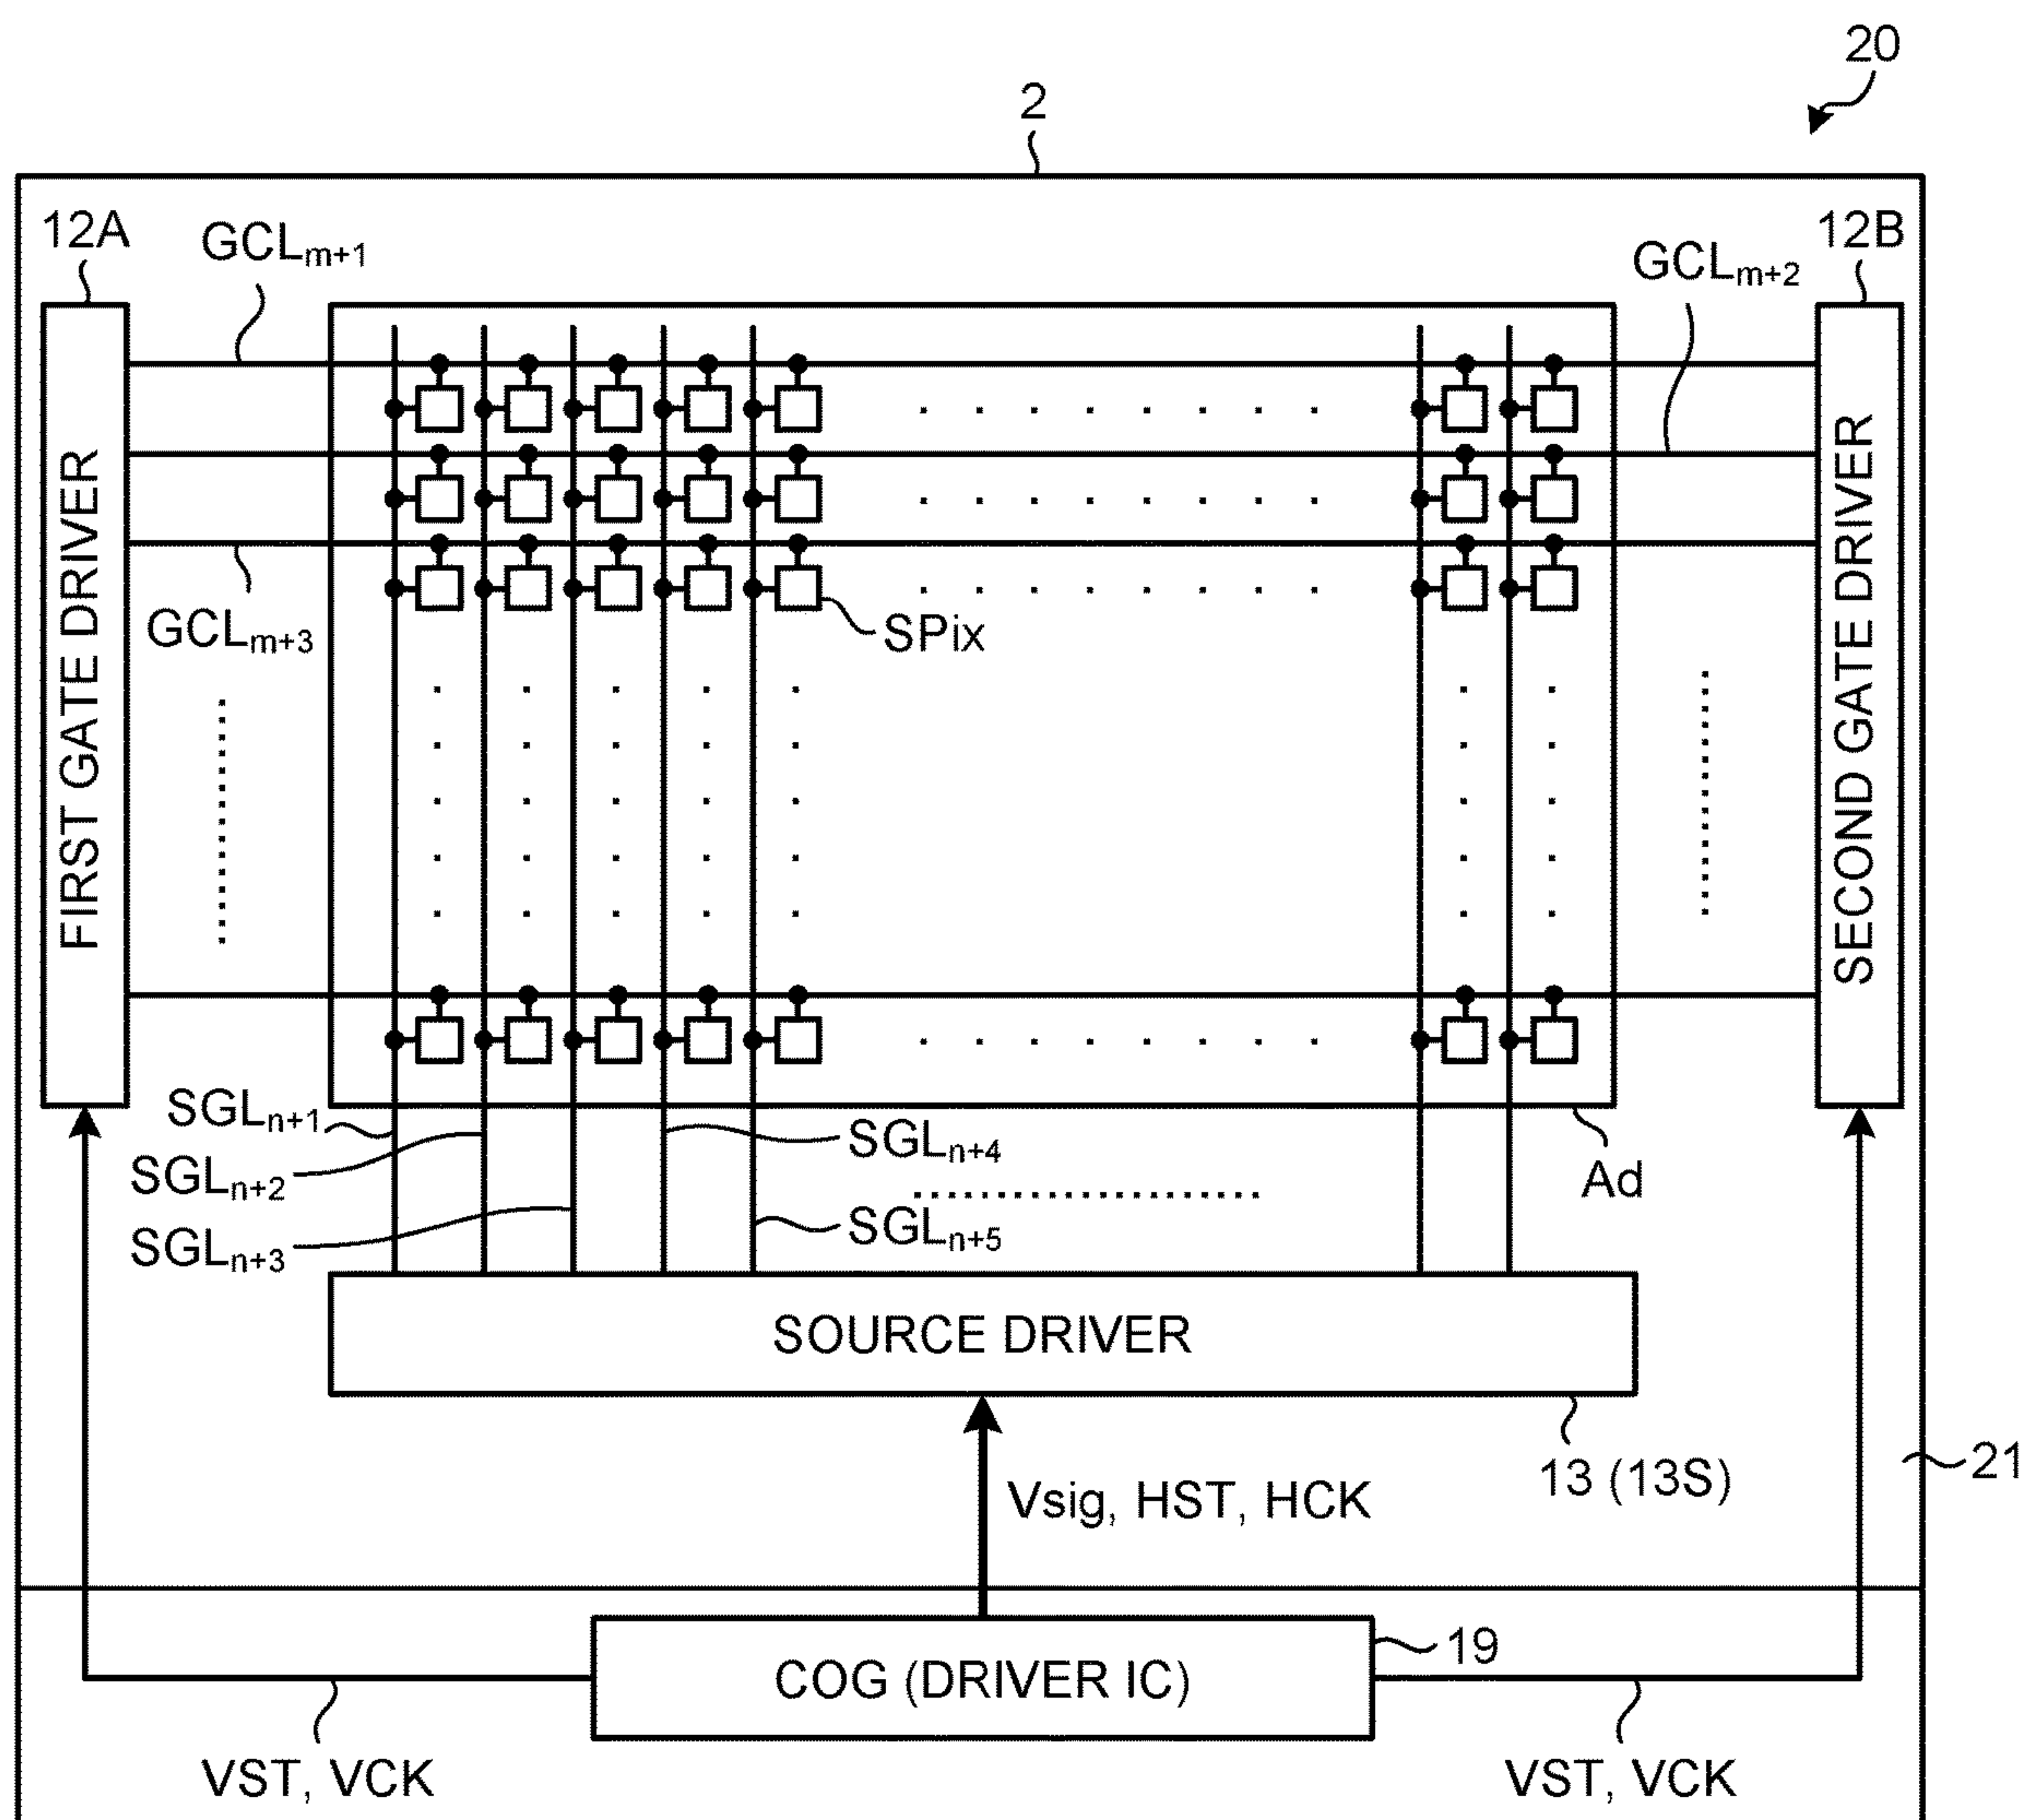 20
2
12A
GCLm+1
12B
GCLm+2
FIRST GATE DRIVER
SECOND GATE DRIVER
GCLm+3
SPix
SGLn+1
SGLn+4
SGLn+2
Ad
SGLn+3
SGLn+5
SOURCE DRIVER
13 (13S)
21
Vsig, HST, HCK
19
COG (DRIVER IC)
VST, VCK
VST, VCK